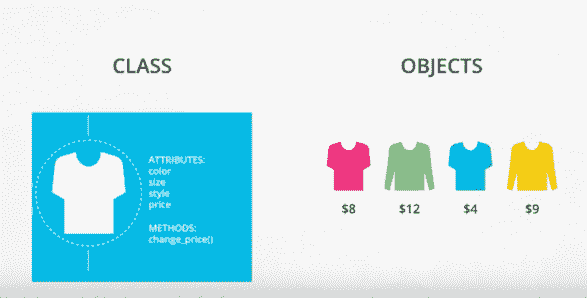 CLASS
OBJECTS
ATTRIBUTES:
color
size
style
price
METHODS:
change_price()
$8
$12
$4
$9